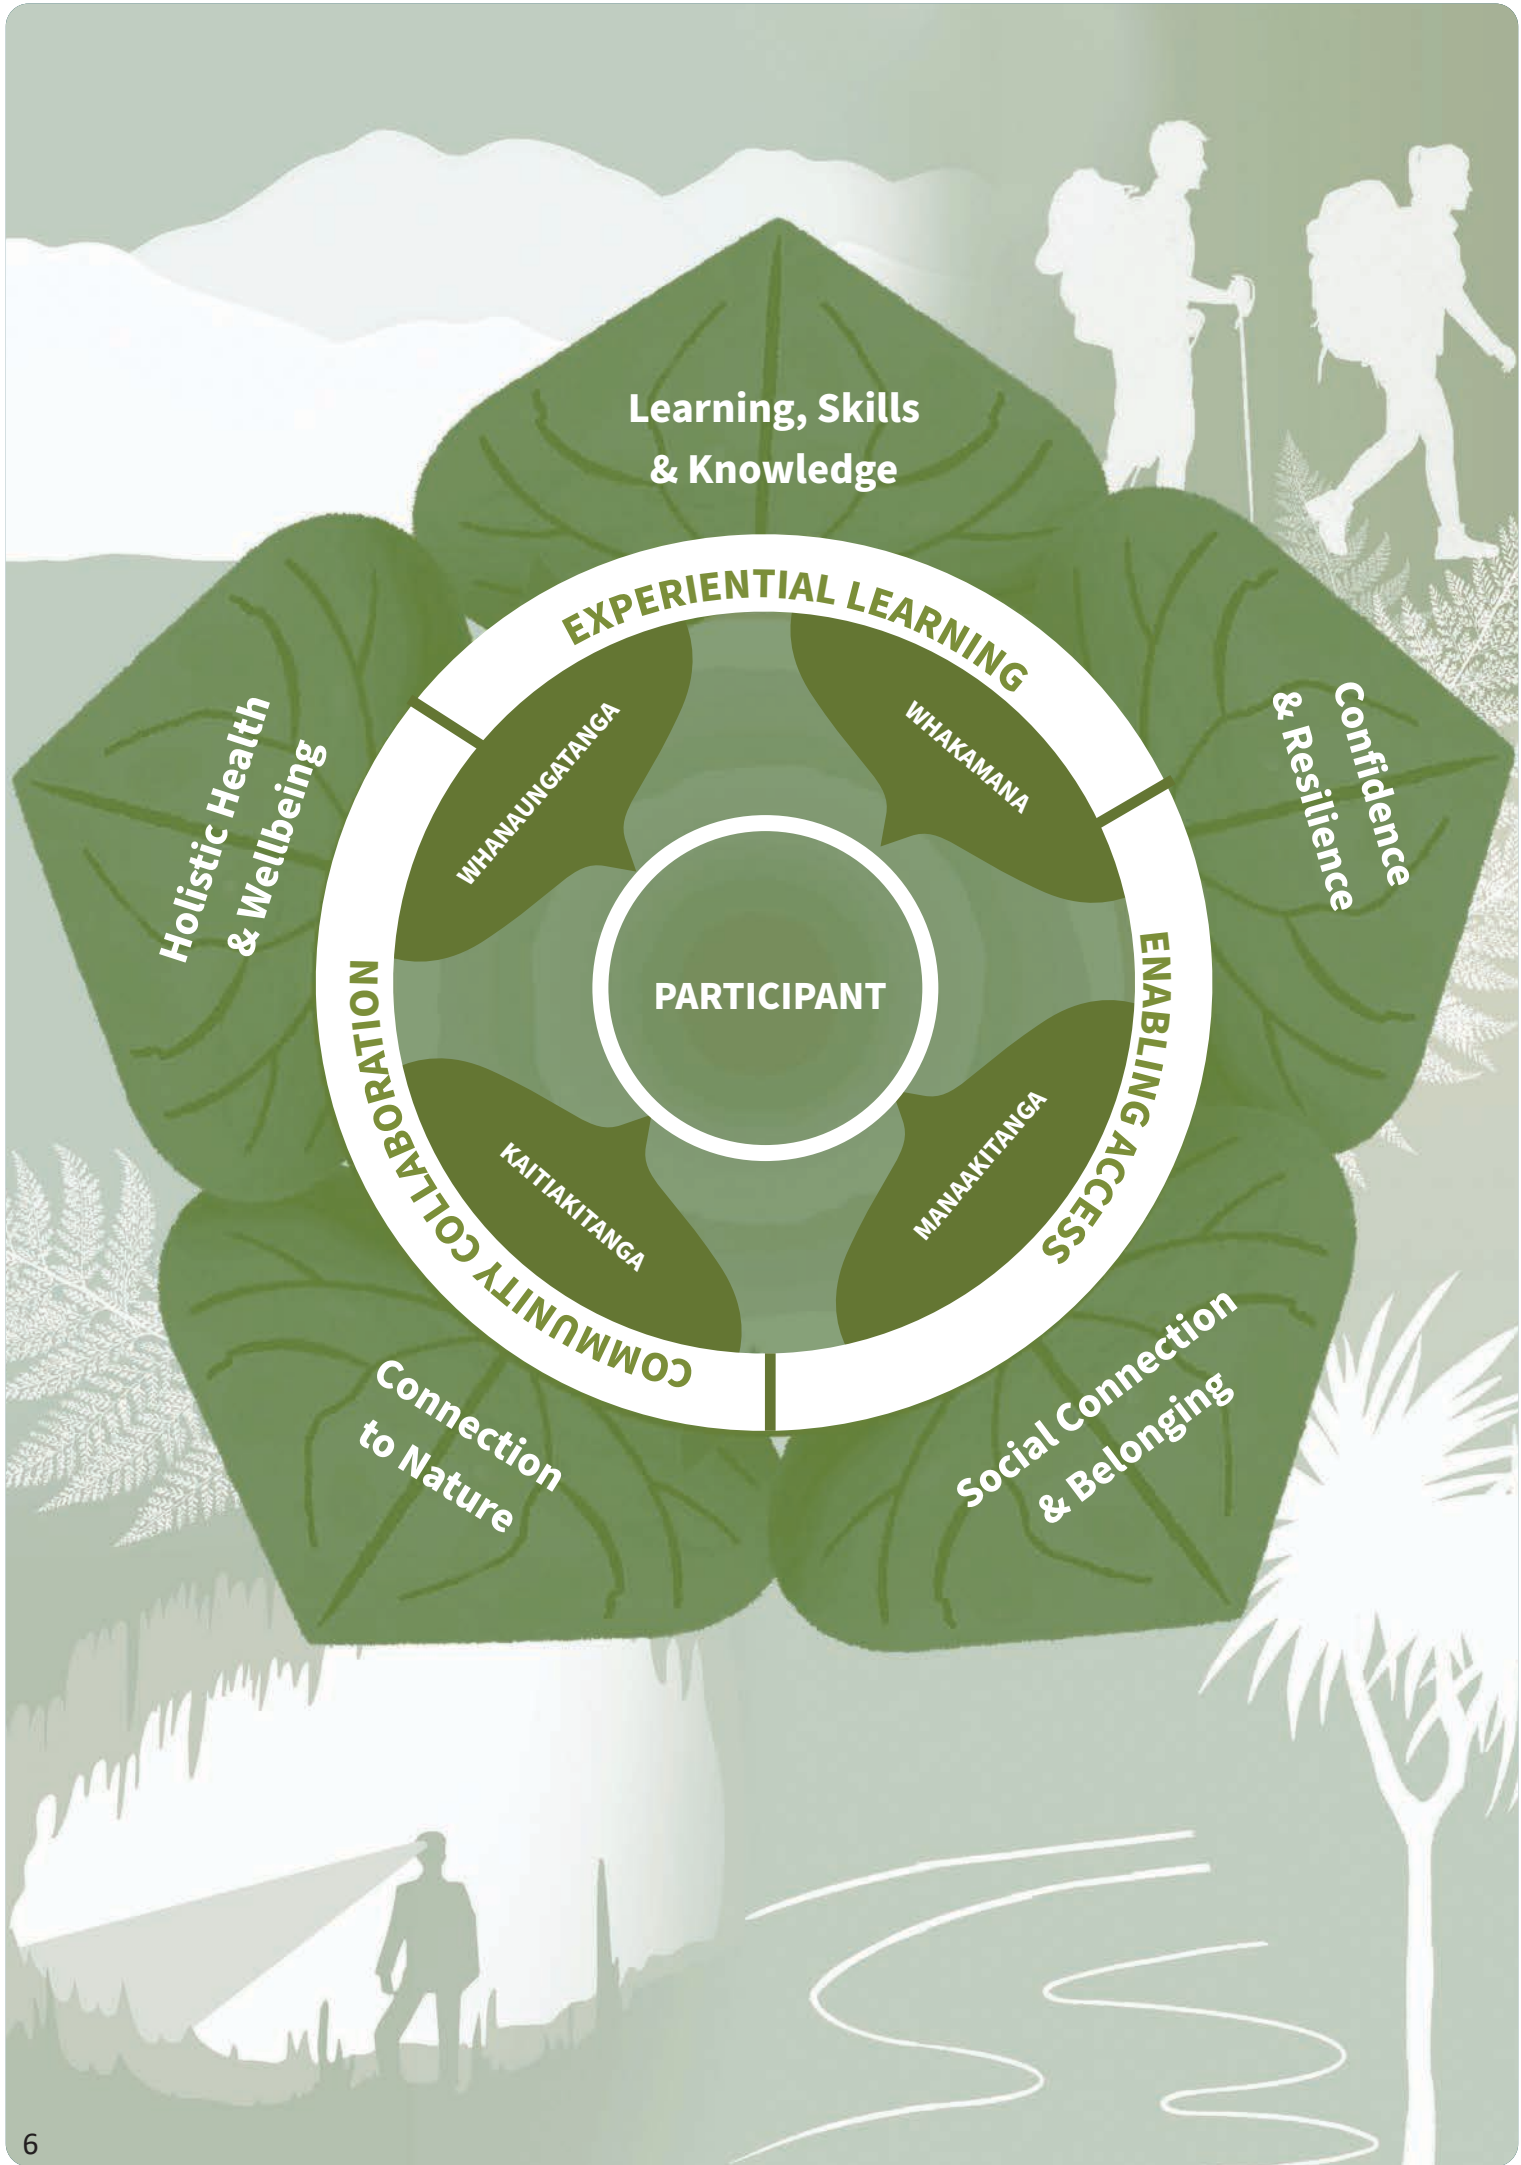 Learning, Skills
& Knowledge
Confidence
& Resilience
Social Connection
& Belonging
Connection
to Nature
Holistic Health
& Wellbeing
EXPERIENTIAL LEARNING
ENABLING ACCESS
COMMUNITY COLLABORATION
WHANAUNGATANGA
WHAKAMANA
MANAAKITANGA
KAITIAKITANGA
PARTICIPANT
6